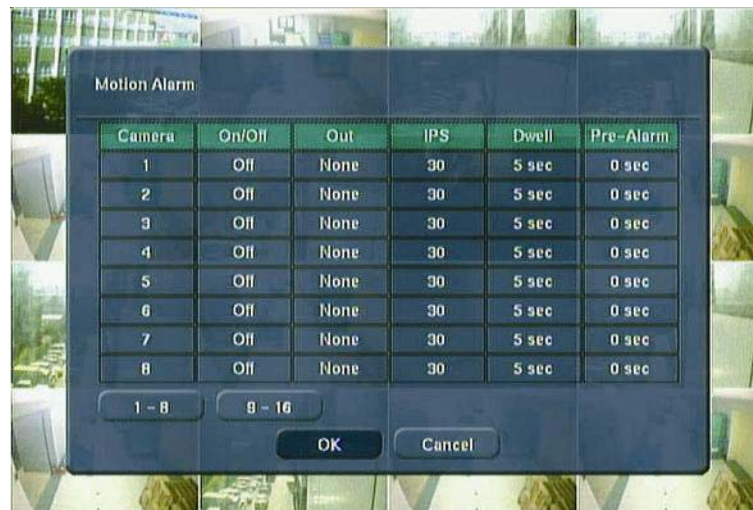 Motion Alarm
Camera On/Off Out IPS Dwell Pre-Alarm
1 Off None 30 5 sec 0 sec
2 Off None 30 5 sec 0 sec
3 Off None 30 5 sec 0 sec
4 Off None 30 5 sec 0 sec
5 Off None 30 5 sec 0 sec
6 Off None 30 5 sec 0 sec
7 Off None 30 5 sec 0 sec
8 Off None 30 5 sec 0 sec
1 - 8 9 - 16
OK Cancel